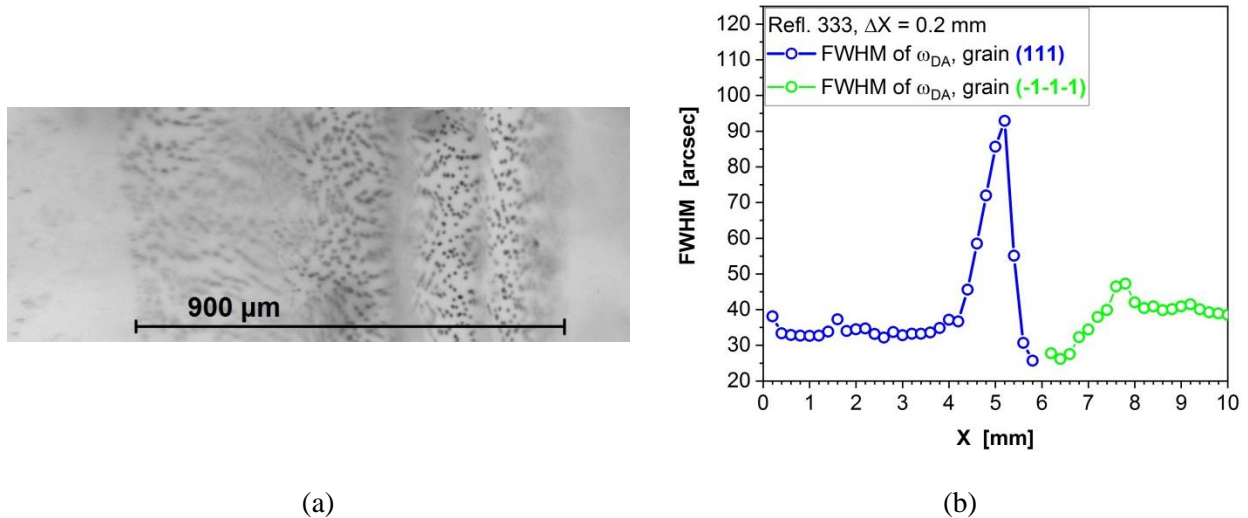 900 µm
Refl. 333, ΔX = 0.2 mm
FWHM of ω_DA, grain (111)
FWHM of ω_DA, grain (-1-1-1)
120
110
100
90
80
70
60
50
40
30
20
FWHM [arcsec]
0 1 2 3 4 5 6 7 8 9 10
X [mm]
(a) (b)